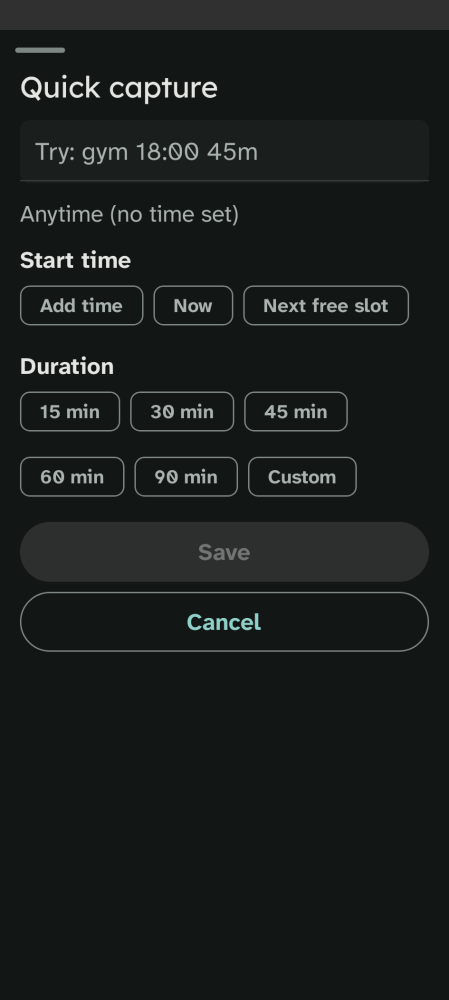 Quick capture
Try: gym 18:00 45m
Anytime (no time set)
Start time
Add time Now Next free slot
Duration
15 min 30 min 45 min
60 min 90 min Custom
Save
Cancel